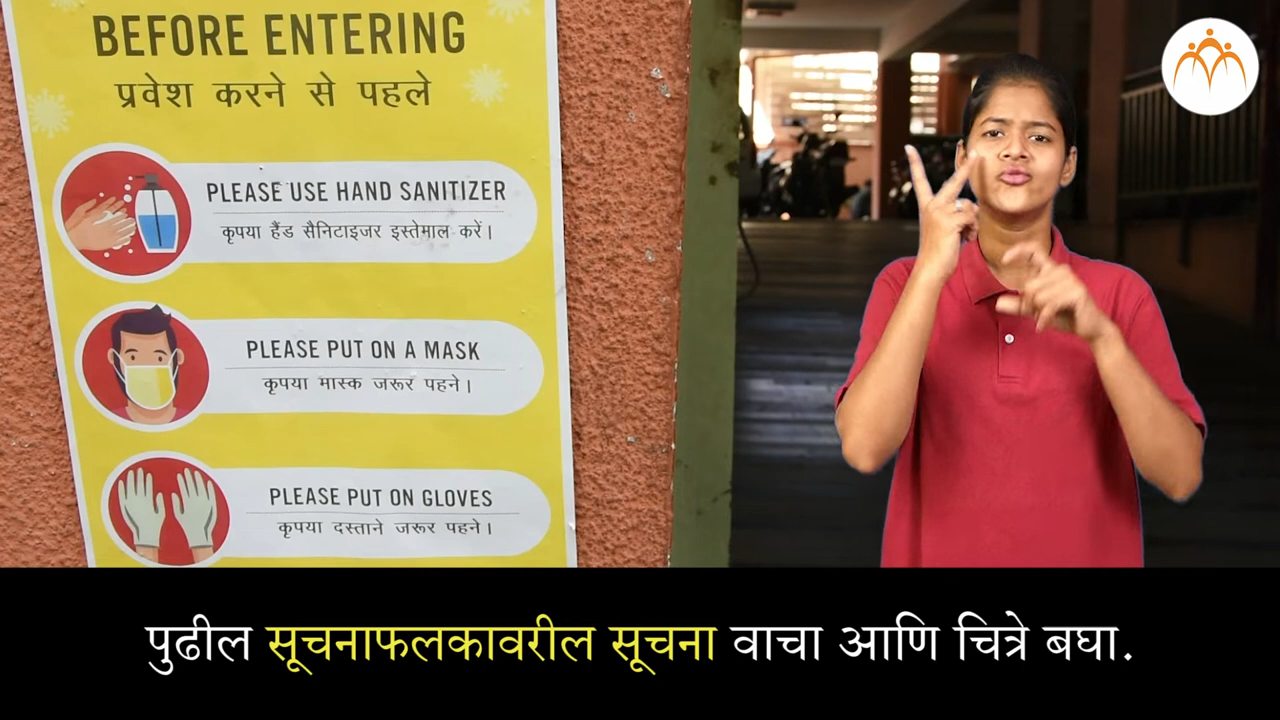 BEFORE ENTERING
प्रवेश करने से पहले
PLEASE USE HAND SANITIZER
कृपया हैंड सैनिटाइजर इस्तेमाल करें।
PLEASE PUT ON A MASK
कृपया मास्क जरूर पहने।
PLEASE PUT ON GLOVES
कृपया दस्ताने जरूर पहने।
पुढील सूचनाफलकावरील सूचना वाचा आणि चित्रे बघा.